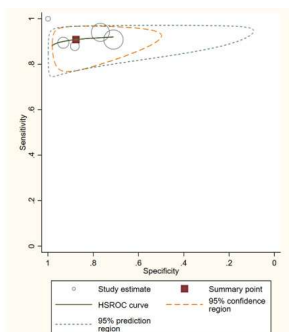 1
.8
.6
.4
.2
0
Sensitivity
1 .8 .6 .4 .2 0
Specificity
Study estimate Summary point
HSROC curve 95% confidence
region
95% prediction
region